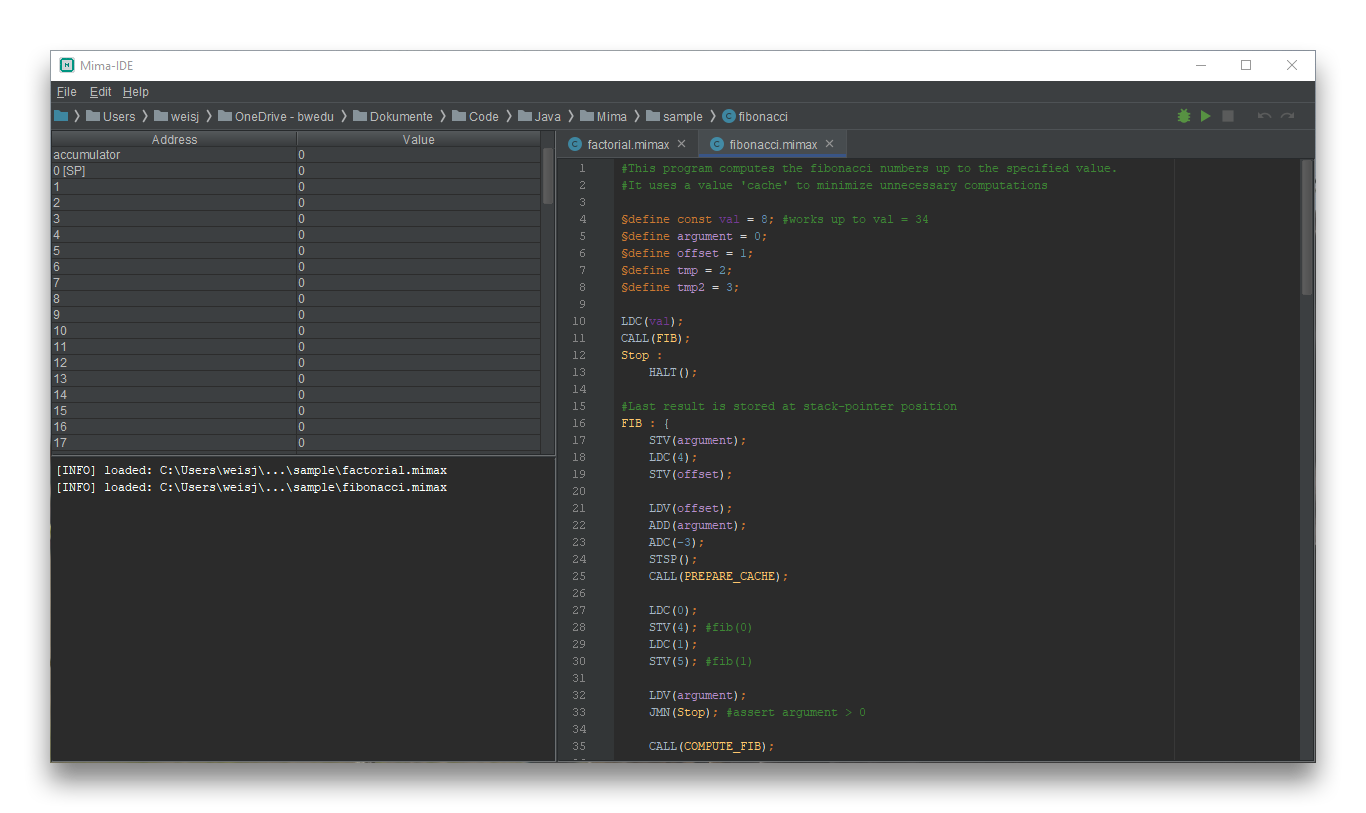 Mima-IDE
File Edit Help
Users weisj OneDrive - bwedu Dokumente Code Java Mima sample fibonacci
Address Value
accumulator 0
0 [SP] 0
1 0
2 0
3 0
4 0
5 0
6 0
7 0
8 0
9 0
10 0
11 0
12 0
13 0
14 0
15 0
16 0
17 0
[INFO] loaded: C:\Users\weisj\...\sample\factorial.mimax
[INFO] loaded: C:\Users\weisj\...\sample\fibonacci.mimax
factorial.mimax fibonacci.mimax
1 #This program computes the fibonacci numbers up to the specified value.
2 #It uses a value 'cache' to minimize unnecessary computations
3
4 §define const val = 8; #works up to val = 34
5 §define argument = 0;
6 §define offset = 1;
7 §define tmp = 2;
8 §define tmp2 = 3;
9
10 LDC(val);
11 CALL(FIB);
12 Stop :
13 HALT();
14
15 #Last result is stored at stack-pointer position
16 FIB : {
17 STV(argument);
18 LDC(4);
19 STV(offset);
20
21 LDV(offset);
22 ADD(argument);
23 ADC(-3);
24 STSP();
25 CALL(PREPARE_CACHE);
26
27 LDC(0);
28 STV(4); #fib(0)
29 LDC(1);
30 STV(5); #fib(1)
31
32 LDV(argument);
33 JMN(Stop); #assert argument > 0
34
35 CALL(COMPUTE_FIB);